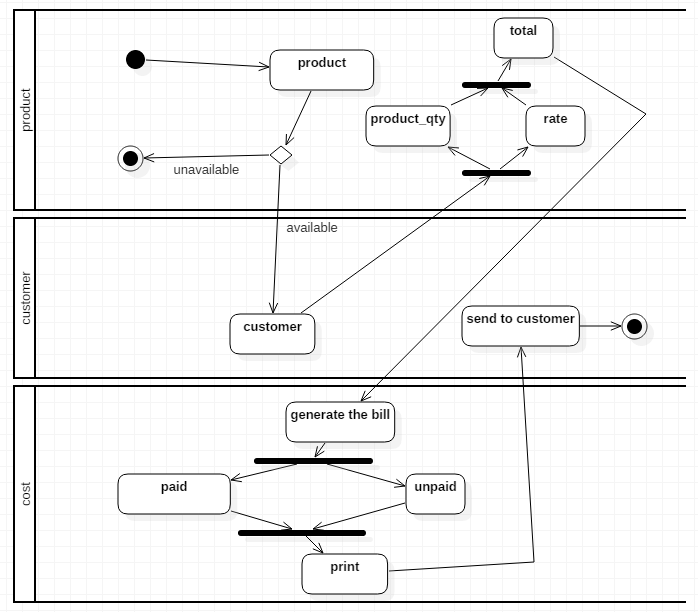 product
product
total
product_qty
rate
unavailable
available
customer
customer
send to customer
cost
generate the bill
paid
unpaid
print